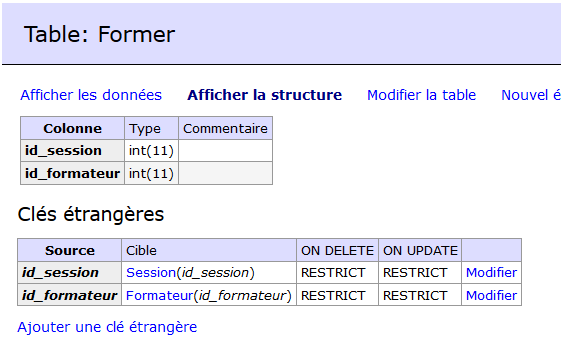 Table: Former
Afficher les données Afficher la structure Modifier la table Nouvel é
Colonne Type Commentaire
id_session int(11)
id_formateur int(11)
Clés étrangères
Source Cible ON DELETE ON UPDATE
id_session Session(id_session) RESTRICT RESTRICT Modifier
id_formateur Formateur(id_formateur) RESTRICT RESTRICT Modifier
Ajouter une clé étrangère